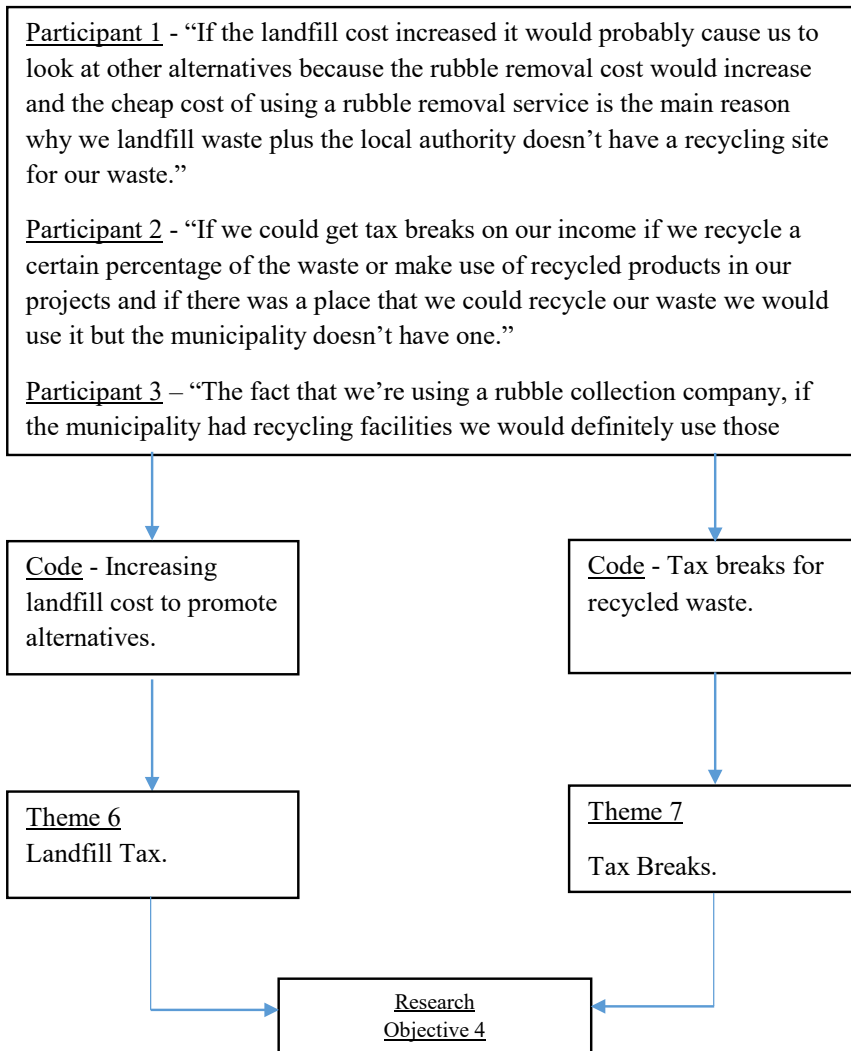 Participant 1 - “If the landfill cost increased it would probably cause us to
look at other alternatives because the rubble removal cost would increase
and the cheap cost of using a rubble removal service is the main reason
why we landfill waste plus the local authority doesn’t have a recycling site
for our waste.”
Participant 2 - “If we could get tax breaks on our income if we recycle a
certain percentage of the waste or make use of recycled products in our
projects and if there was a place that we could recycle our waste we would
use it but the municipality doesn’t have one.”
Participant 3 – “The fact that we’re using a rubble collection company, if
the municipality had recycling facilities we would definitely use those
Code - Increasing
landfill cost to promote
alternatives.
Code - Tax breaks for
recycled waste.
Theme 6
Landfill Tax.
Theme 7
Tax Breaks.
Research
Objective 4